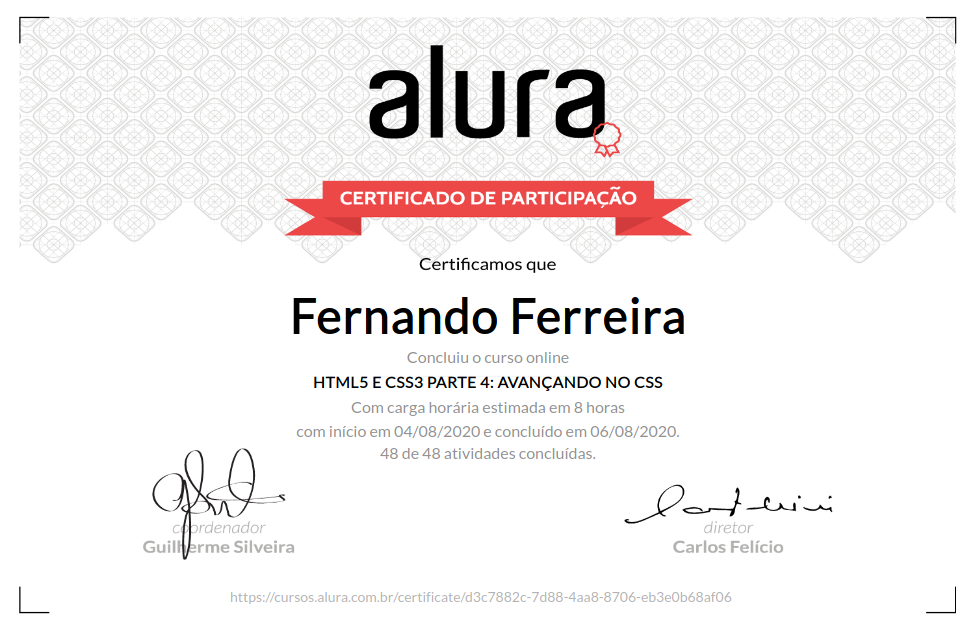 alura
CERTIFICADO DE PARTICIPAÇÃO
Certificamos que
Fernando Ferreira
Concluiu o curso online
HTML5 E CSS3 PARTE 4: AVANÇANDO NO CSS
Com carga horária estimada em 8 horas
com início em 04/08/2020 e concluído em 06/08/2020.
48 de 48 atividades concluídas.
coordenador
Guilherme Silveira
diretor
Carlos Felício
https://cursos.alura.com.br/certificate/d3c7882c-7d88-4aa8-8706-eb3e0b68af06